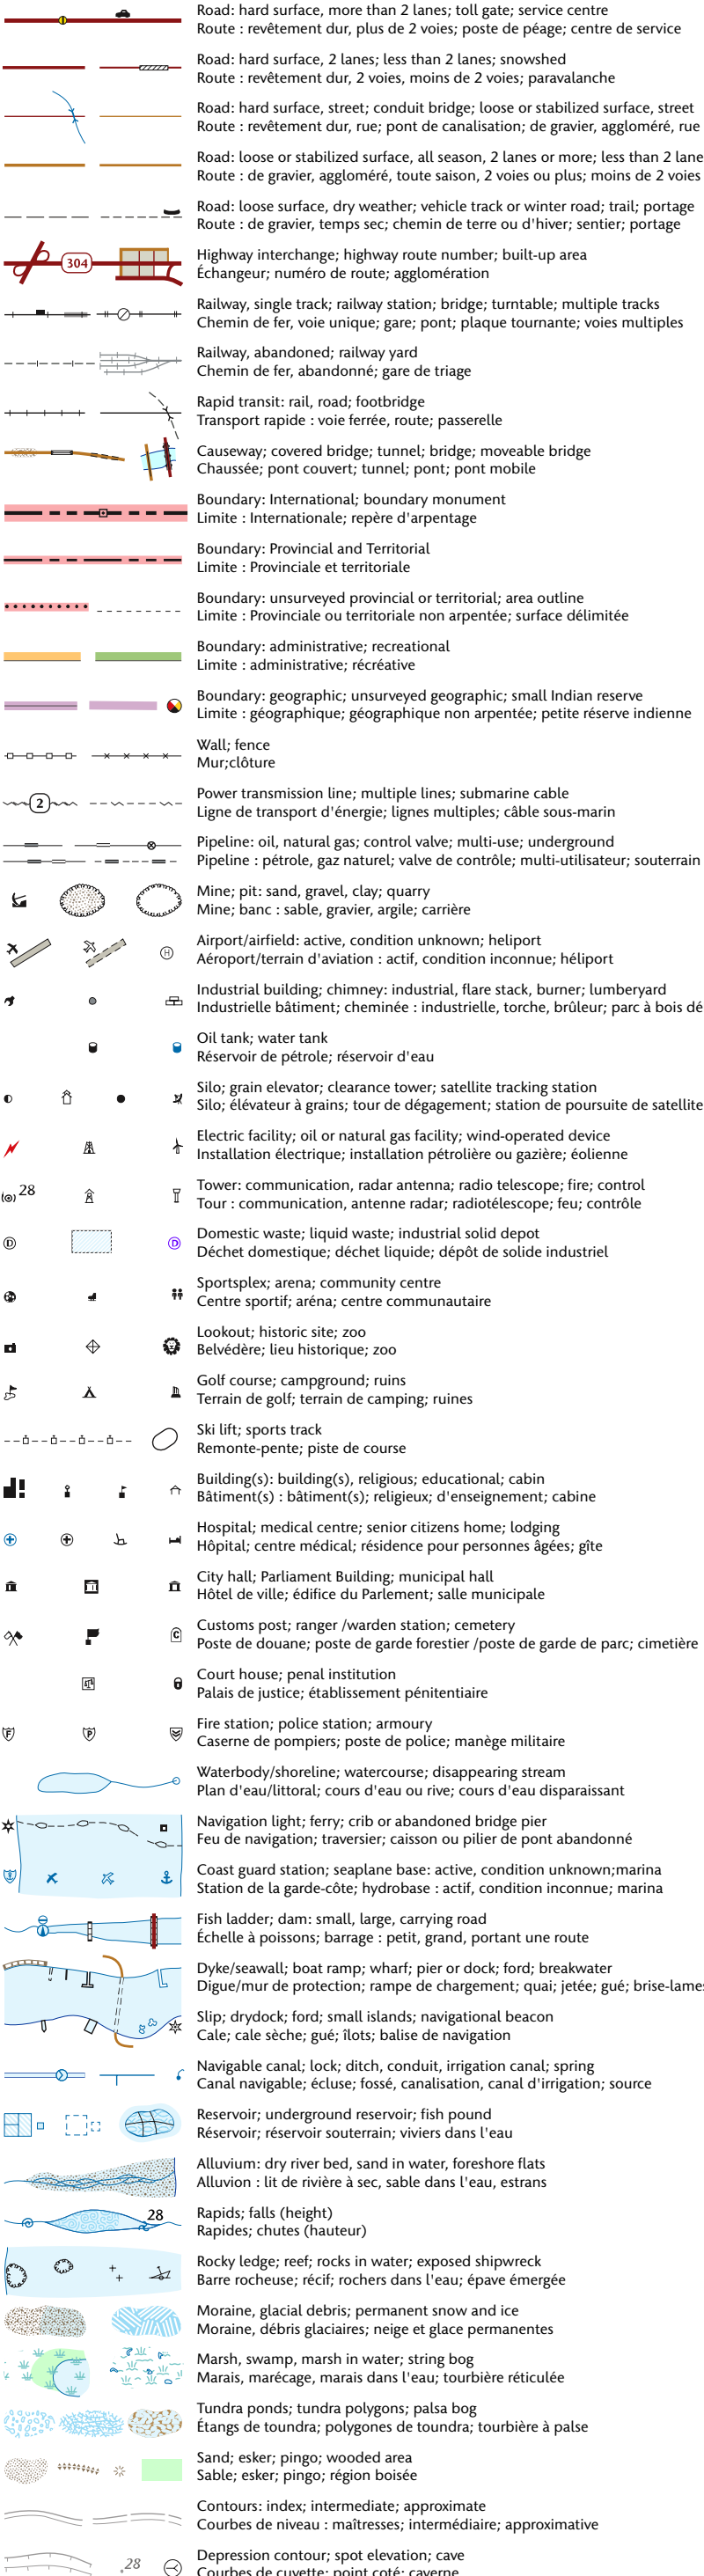 Road: hard surface, more than 2 lanes; toll gate; service centre
Route : revêtement dur, plus de 2 voies; poste de péage; centre de service
Road: hard surface, 2 lanes; less than 2 lanes; snowshed
Route : revêtement dur, 2 voies, moins de 2 voies; paravalanche
Road: hard surface, street; conduit bridge; loose or stabilized surface, street
Route : revêtement dur, rue; pont de canalisation; de gravier, aggloméré, rue
Road: loose or stabilized surface, all season, 2 lanes or more; less than 2 lane
Route : de gravier, aggloméré, toute saison, 2 voies ou plus; moins de 2 voies
Road: loose surface, dry weather; vehicle track or winter road; trail; portage
Route : de gravier, temps sec; chemin de terre ou d'hiver; sentier; portage
304
Highway interchange; highway route number; built-up area
Échangeur; numéro de route; agglomération
Railway, single track; railway station; bridge; turntable; multiple tracks
Chemin de fer, voie unique; gare; pont; plaque tournante; voies multiples
Railway, abandoned; railway yard
Chemin de fer, abandonné; gare de triage
Rapid transit: rail, road; footbridge
Transport rapide : voie ferrée, route; passerelle
Causeway; covered bridge; tunnel; bridge; moveable bridge
Chaussée; pont couvert; tunnel; pont; pont mobile
Boundary: International; boundary monument
Limite : Internationale; repère d'arpentage
Boundary: Provincial and Territorial
Limite : Provinciale et territoriale
Boundary: unsurveyed provincial or territorial; area outline
Limite : Provinciale ou territoriale non arpentée; surface délimitée
Boundary: administrative; recreational
Limite : administrative; récréative
Boundary: geographic; unsurveyed geographic; small Indian reserve
Limite : géographique; géographique non arpentée; petite réserve indienne
Wall; fence
Mur;clôture
2
Power transmission line; multiple lines; submarine cable
Ligne de transport d'énergie; lignes multiples; câble sous-marin
Pipeline: oil, natural gas; control valve; multi-use; underground
Pipeline : pétrole, gaz naturel; valve de contrôle; multi-utilisateur; souterrain
Mine; pit: sand, gravel, clay; quarry
Mine; banc : sable, gravier, argile; carrière
H
Airport/airfield: active, condition unknown; heliport
Aéroport/terrain d'aviation : actif, condition inconnue; héliport
Industrial building; chimney: industrial, flare stack, burner; lumberyard
Industrielle bâtiment; cheminée : industrielle, torche, brûleur; parc à bois dé
Oil tank; water tank
Réservoir de pétrole; réservoir d'eau
Silo; grain elevator; clearance tower; satellite tracking station
Silo; élévateur à grains; tour de dégagement; station de poursuite de satellite
Electric facility; oil or natural gas facility; wind-operated device
Installation électrique; installation pétrolière ou gazière; éolienne
28
Tower: communication, radar antenna; radio telescope; fire; control
Tour : communication, antenne radar; radiotélescope; feu; contrôle
D D
Domestic waste; liquid waste; industrial solid depot
Déchet domestique; déchet liquide; dépôt de solide industriel
Sportsplex; arena; community centre
Centre sportif; aréna; centre communautaire
Lookout; historic site; zoo
Belvédère; lieu historique; zoo
Golf course; campground; ruins
Terrain de golf; terrain de camping; ruines
Ski lift; sports track
Remonte-pente; piste de course
Building(s): building(s), religious; educational; cabin
Bâtiment(s) : bâtiment(s); religieux; d'enseignement; cabine
Hospital; medical centre; senior citizens home; lodging
Hôpital; centre médical; résidence pour personnes âgées; gîte
City hall; Parliament Building; municipal hall
Hôtel de ville; édifice du Parlement; salle municipale
C
Customs post; ranger /warden station; cemetery
Poste de douane; poste de garde forestier /poste de garde de parc; cimetière
Court house; penal institution
Palais de justice; établissement pénitentiaire
F P
Fire station; police station; armoury
Caserne de pompiers; poste de police; manège militaire
Waterbody/shoreline; watercourse; disappearing stream
Plan d'eau/littoral; cours d'eau ou rive; cours d'eau disparaissant
Navigation light; ferry; crib or abandoned bridge pier
Feu de navigation; traversier; caisson ou pilier de pont abandonné
Coast guard station; seaplane base: active, condition unknown;marina
Station de la garde-côte; hydrobase : actif, condition inconnue; marina
Fish ladder; dam: small, large, carrying road
Échelle à poissons; barrage : petit, grand, portant une route
Dyke/seawall; boat ramp; wharf; pier or dock; ford; breakwater
Digue/mur de protection; rampe de chargement; quai; jetée; gué; brise-lames
Slip; drydock; ford; small islands; navigational beacon
Cale; cale sèche; gué; îlots; balise de navigation
Navigable canal; lock; ditch, conduit, irrigation canal; spring
Canal navigable; écluse; fossé, canalisation, canal d'irrigation; source
Reservoir; underground reservoir; fish pound
Réservoir; réservoir souterrain; viviers dans l'eau
Alluvium: dry river bed, sand in water, foreshore flats
Alluvion : lit de rivière à sec, sable dans l'eau, estrans
28
Rapids; falls (height)
Rapides; chutes (hauteur)
Rocky ledge; reef; rocks in water; exposed shipwreck
Barre rocheuse; récif; rochers dans l'eau; épave émergée
Moraine, glacial debris; permanent snow and ice
Moraine, débris glaciaires; neige et glace permanentes
Marsh, swamp, marsh in water; string bog
Marais, marécage, marais dans l'eau; tourbière réticulée
Tundra ponds; tundra polygons; palsa bog
Étangs de toundra; polygones de toundra; tourbière à palse
Sand; esker; pingo; wooded area
Sable; esker; pingo; région boisée
Contours: index; intermediate; approximate
Courbes de niveau : maîtresses; intermédiaire; approximative
.28
Depression contour; spot elevation; cave
Courbes de cuvette; point coté; caverne